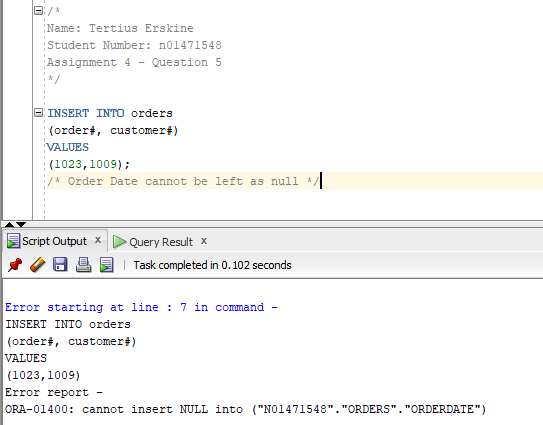 /*
Name: Tertius Erskine
Student Number: n01471548
Assignment 4 - Question 5
*/
INSERT INTO orders
(order#, customer#)
VALUES
(1023,1009);
/* Order Date cannot be left as null */
Script Output x Query Result x
Task completed in 0.102 seconds
Error starting at line : 7 in command -
INSERT INTO orders
(order#, customer#)
VALUES
(1023,1009)
Error report -
ORA-01400: cannot insert NULL into ("N01471548"."ORDERS"."ORDERDATE")